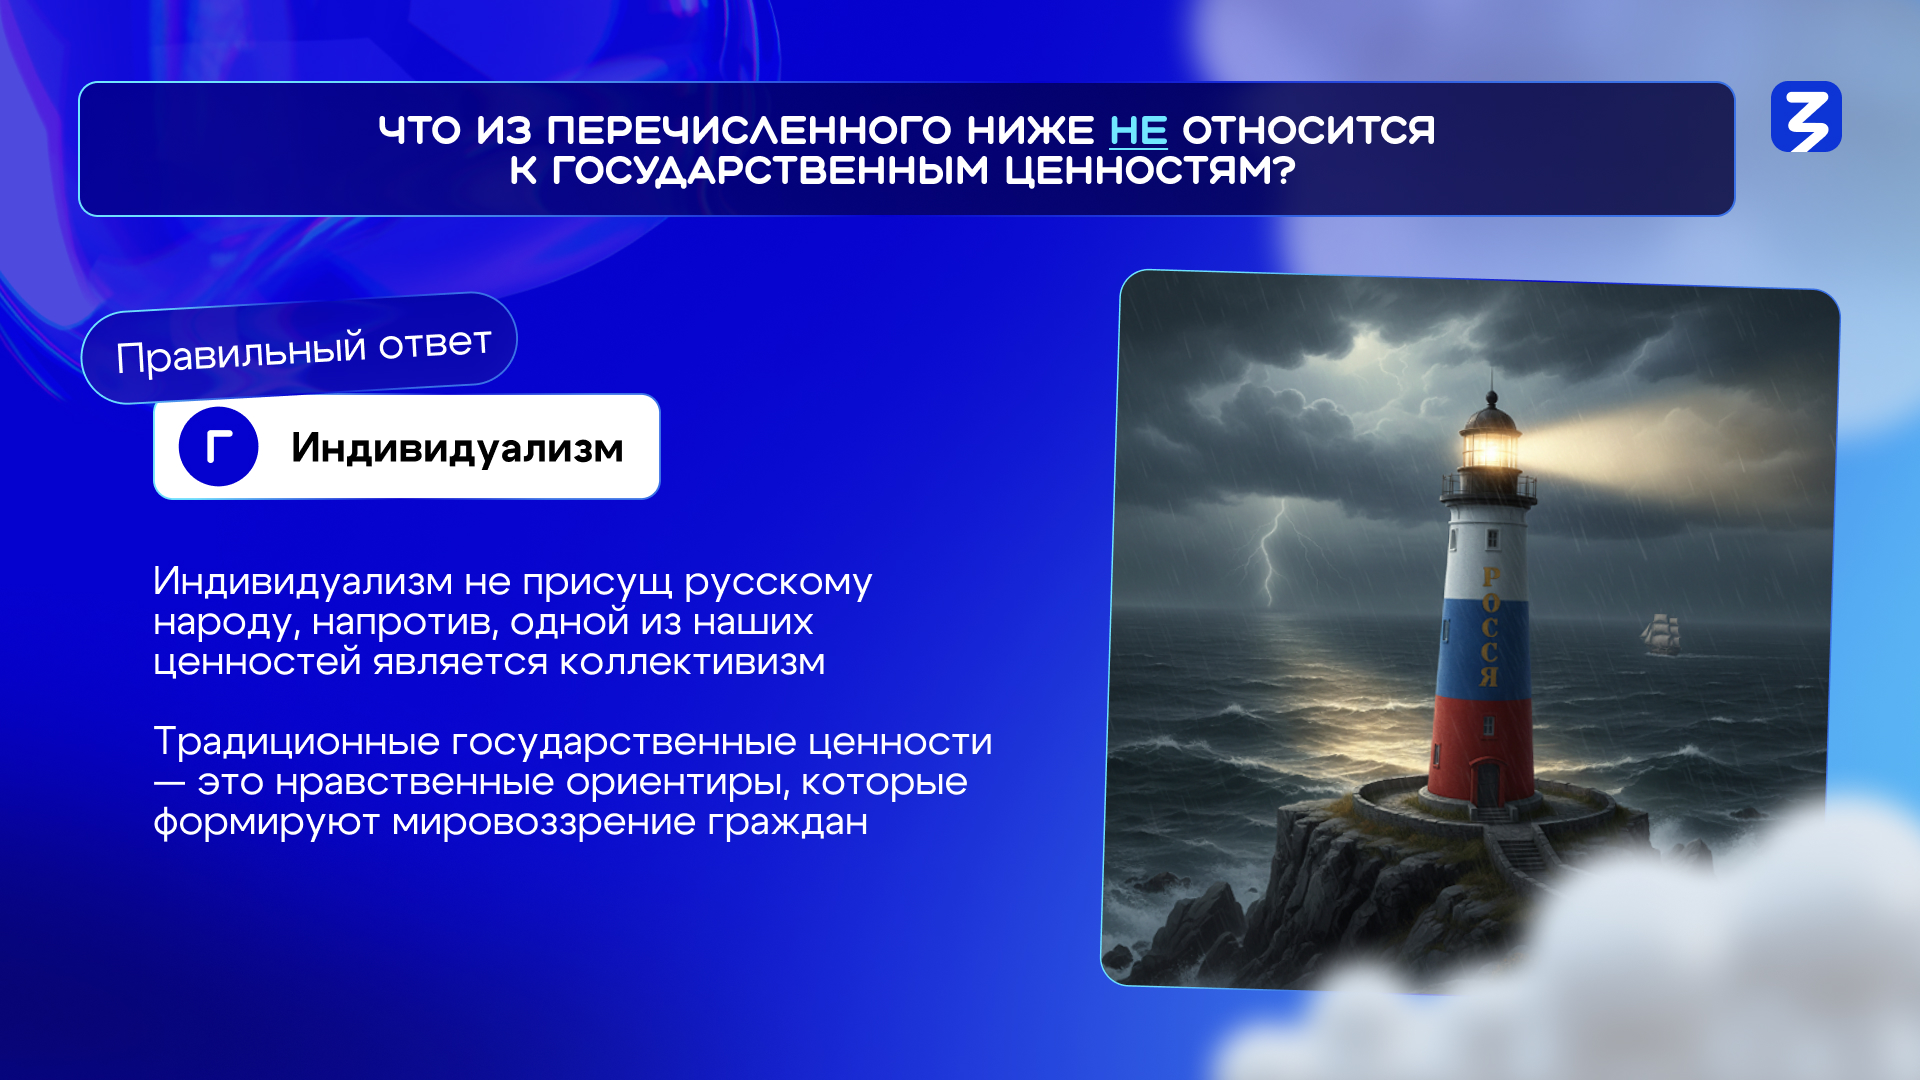 ЧТО ИЗ ПЕРЕЧИСЛЕННОГО НИЖЕ НЕ ОТНОСИТСЯ
К ГОСУДАРСТВЕННЫМ ЦЕННОСТЯМ?
Правильный ответ
Г Индивидуализм
Индивидуализм не присущ русскому
народу, напротив, одной из наших
ценностей является коллективизм
Традиционные государственные ценности
— это нравственные ориентиры, которые
формируют мировоззрение граждан
РОССЯ